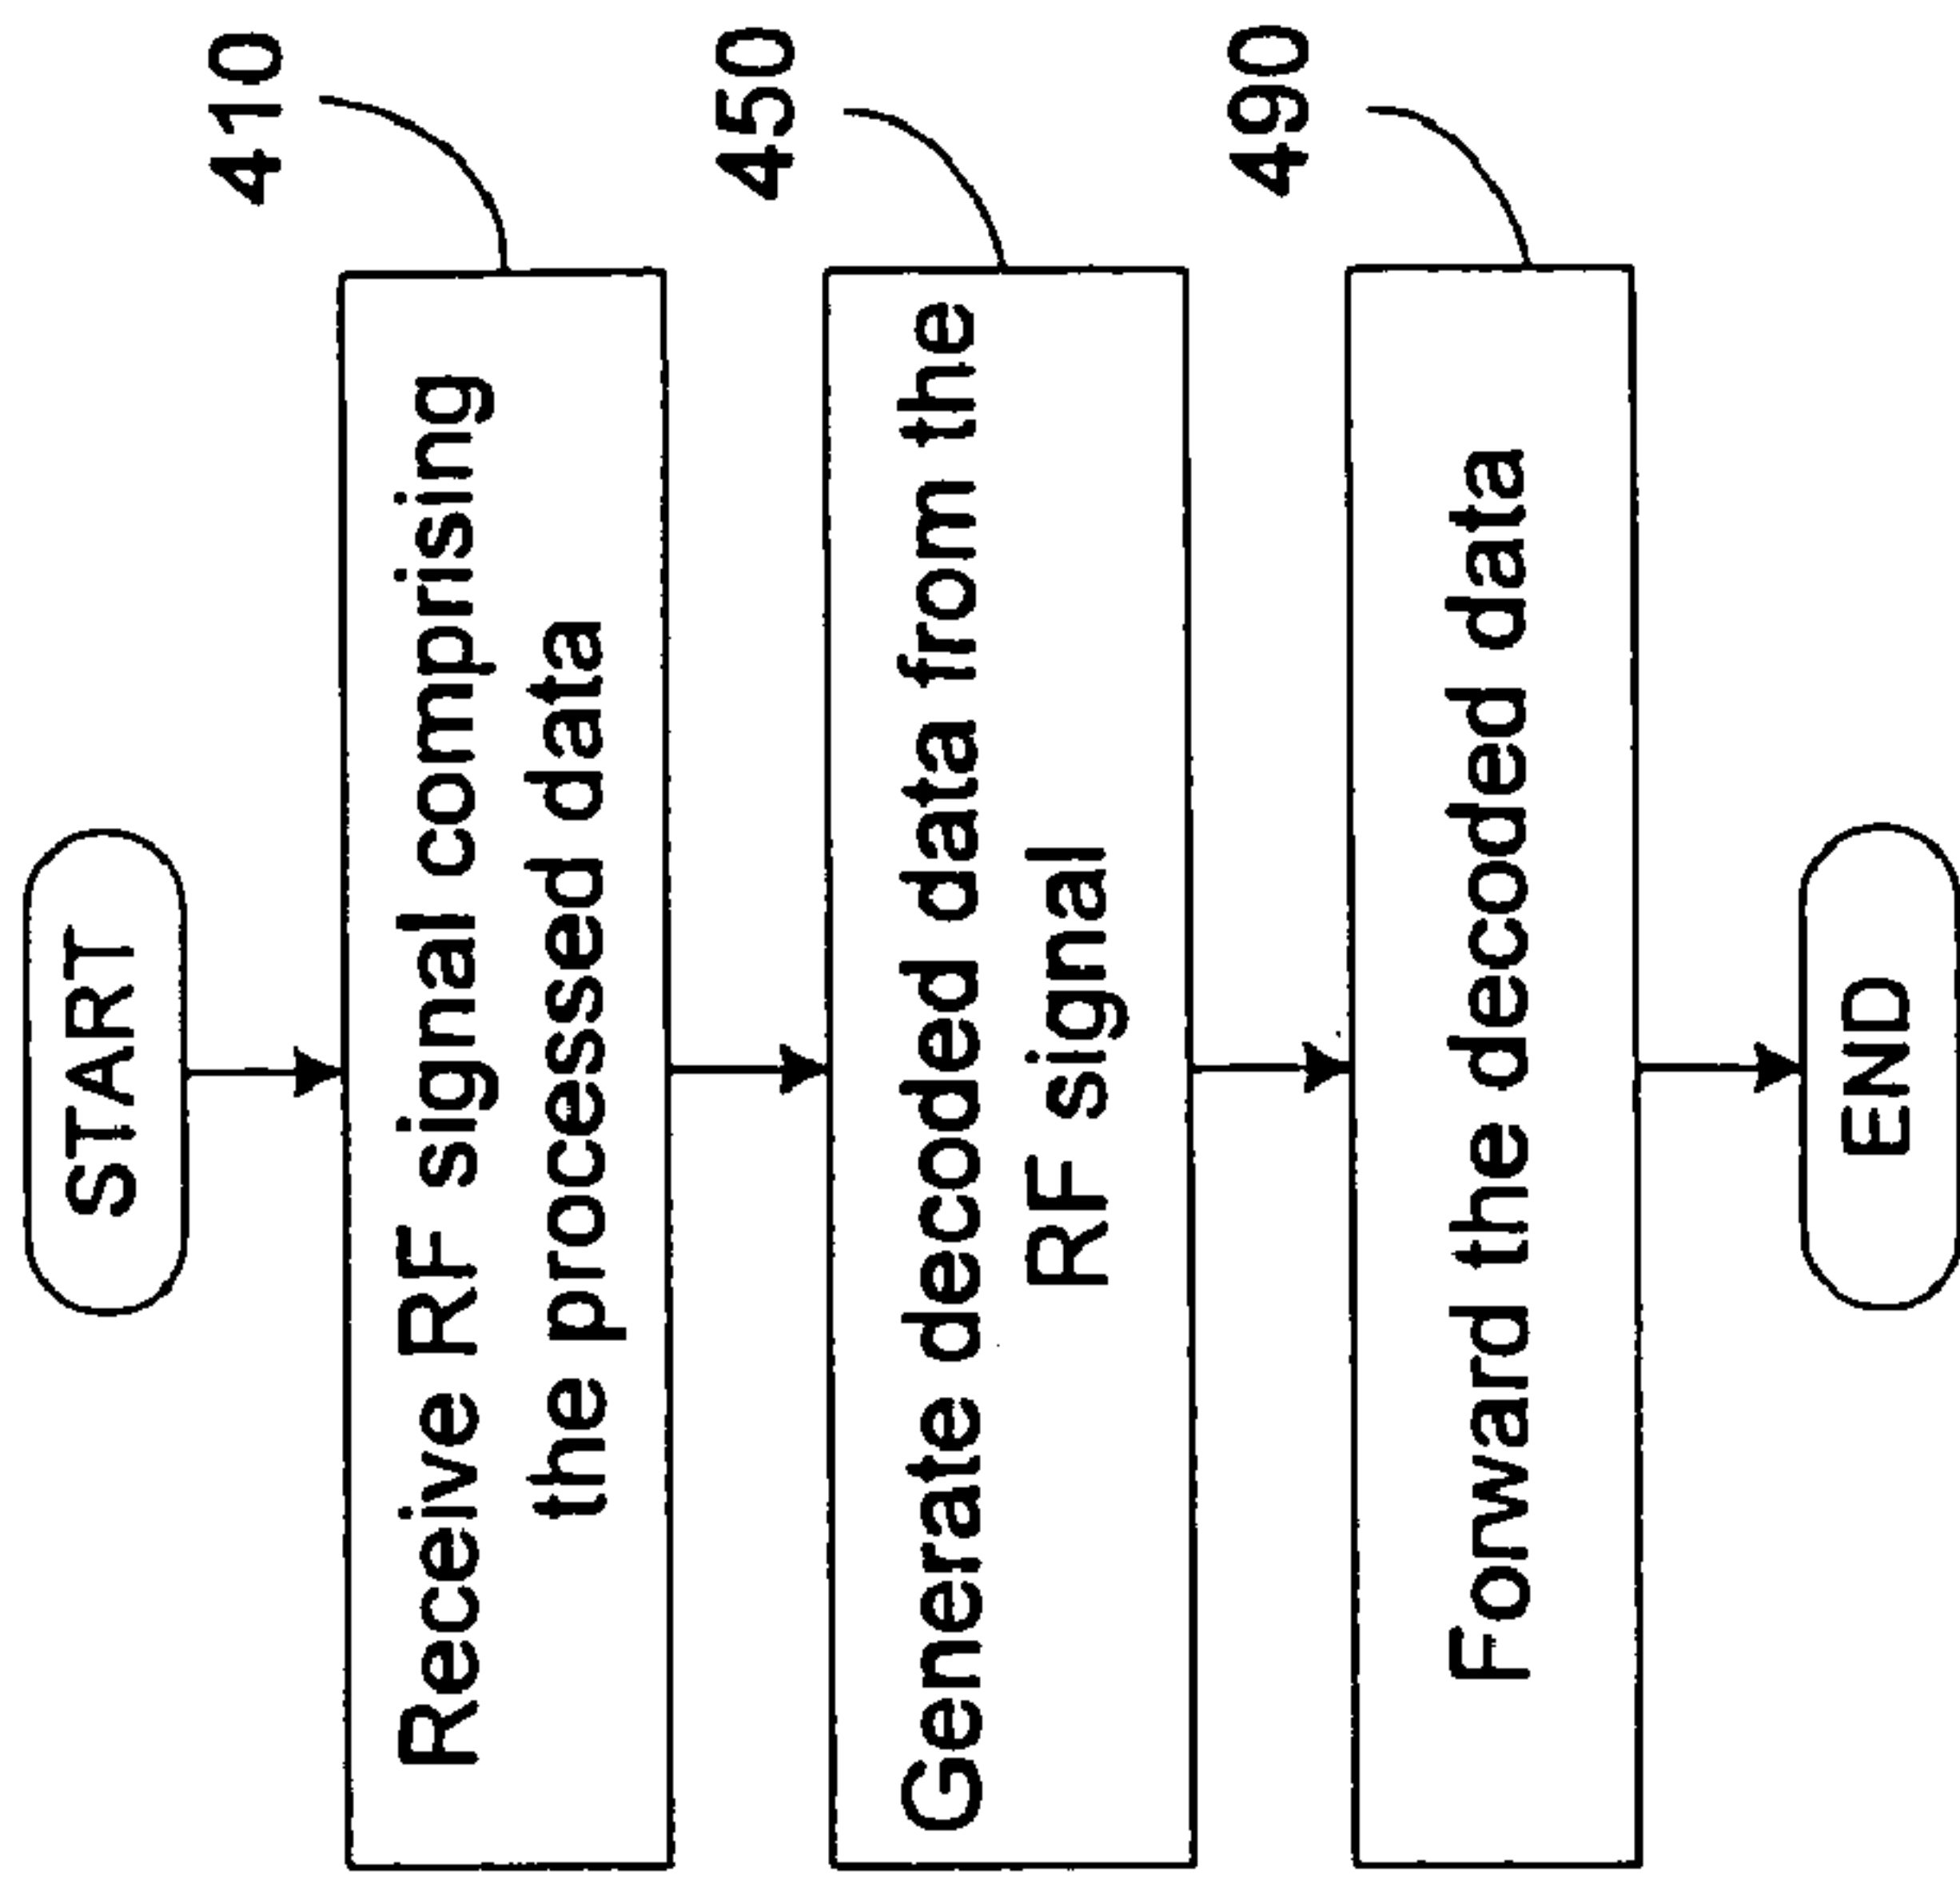 START
410
Receive RF signal comprising
the processed data
450
Generate decoded data from the
RF signal
490
Forward the decoded data
END